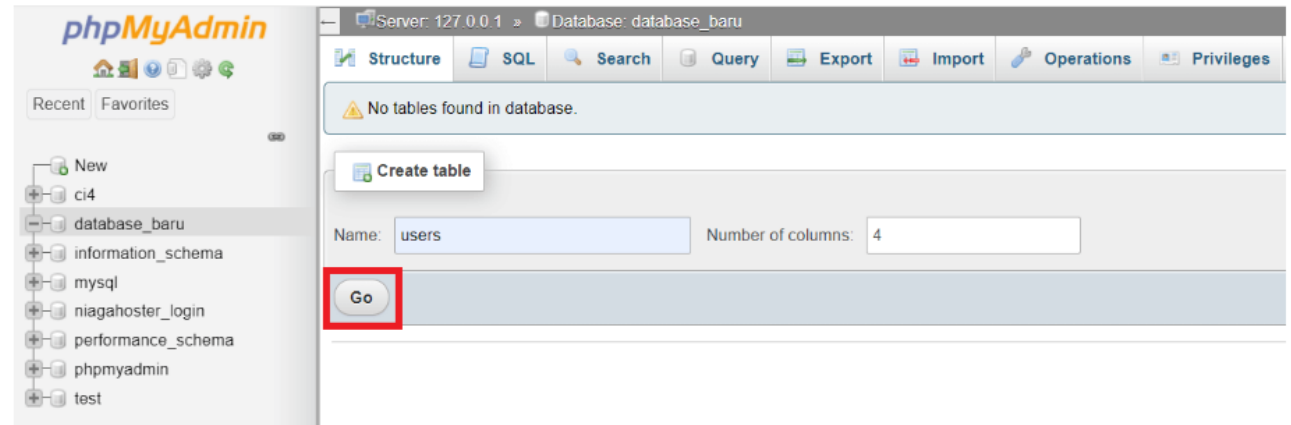 phpMyAdmin
Recent Favorites
New
ci4
database_baru
information_schema
mysql
niagahoster_login
performance_schema
phpmyadmin
test
Server: 127.0.0.1 » Database: database_baru
Structure SQL Search Query Export Import Operations Privileges
No tables found in database.
Create table
Name: users Number of columns: 4
Go